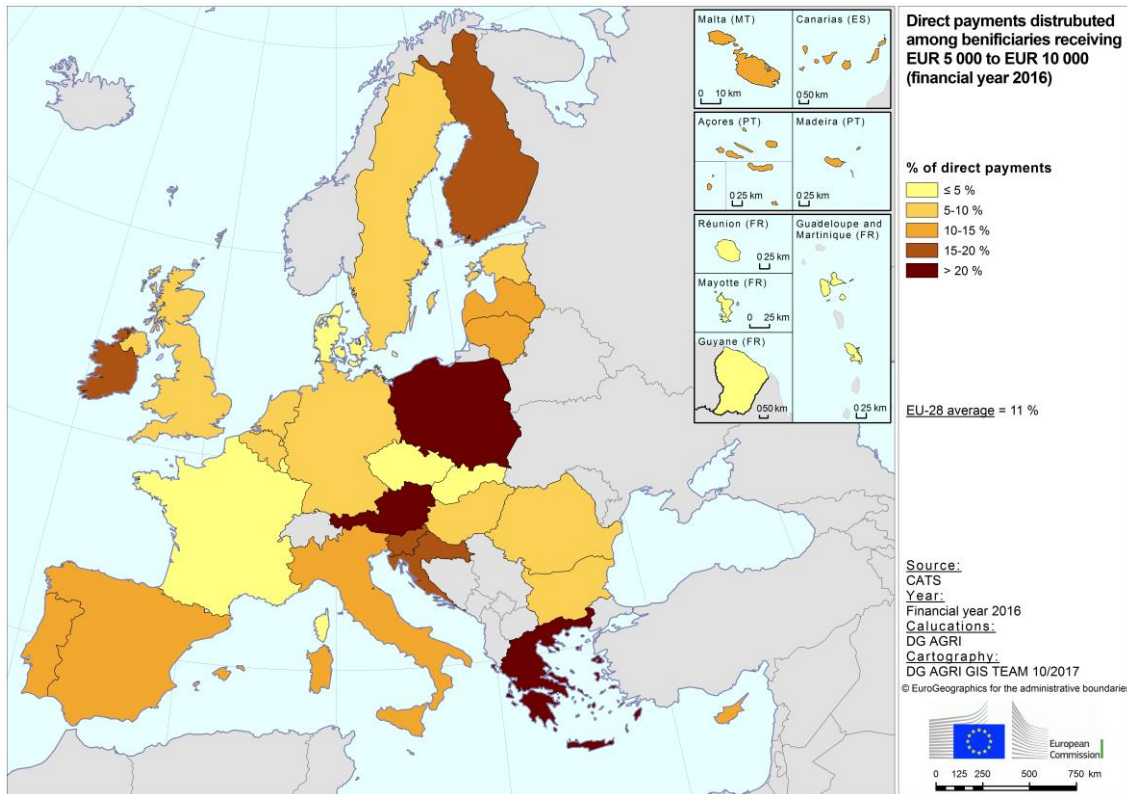 Direct payments distrubuted
among benificiaries receiving
EUR 5 000 to EUR 10 000
(financial year 2016)
Malta (MT)
0 10 km
Canarias (ES)
0 50 km
Açores (PT)
0 25 km
Madeira (PT)
0 25 km
Réunion (FR)
0 25 km
Guadeloupe and
Martinique (FR)
0 25 km
Mayotte (FR)
0 25 km
Guyane (FR)
0 50 km
% of direct payments
≤ 5 %
5-10 %
10-15 %
15-20 %
> 20 %
EU-28 average = 11 %
Source:
CATS
Year:
Financial year 2016
Calucations:
DG AGRI
Cartography:
DG AGRI GIS TEAM 10/2017
© EuroGeographics for the administrative boundaries
European
Commission
0 125 250 500 750 km